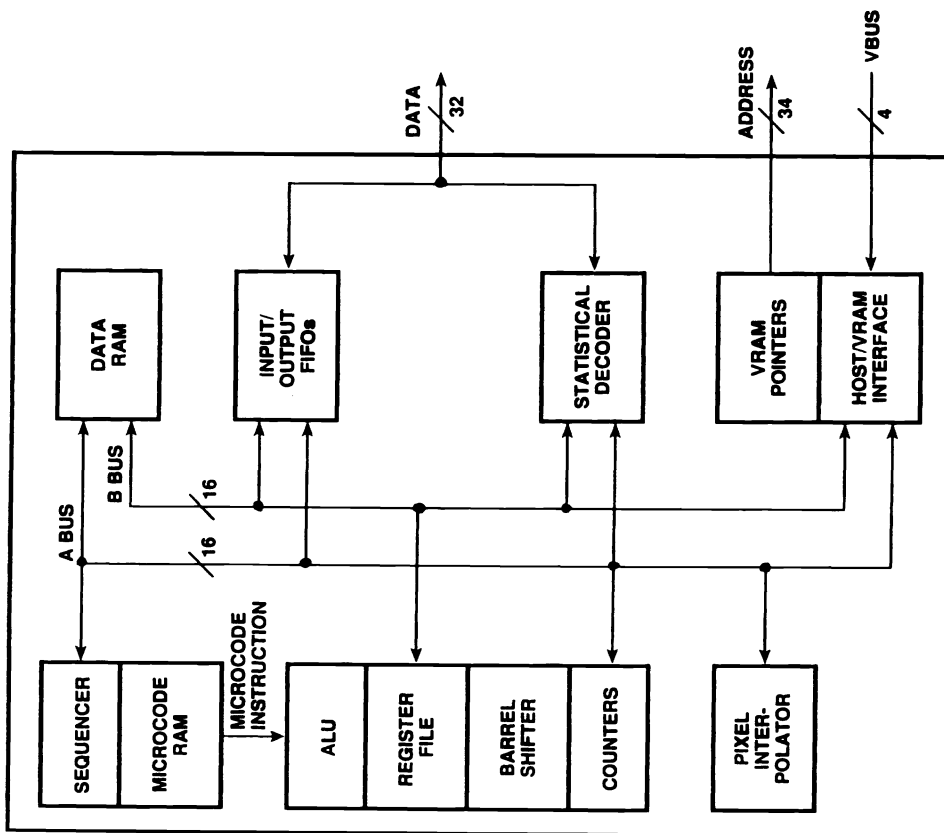 SEQUENCER
MICROCODE
RAM
MICROCODE
INSTRUCTION
ALU
REGISTER
FILE
BARREL
SHIFTER
COUNTERS
PIXEL
INTER-
POLATOR
A BUS
B BUS
16
16
DATA
RAM
INPUT/
OUTPUT
FIFOs
STATISTICAL
DECODER
VRAM
POINTERS
HOST/VRAM
INTERFACE
DATA
32
ADDRESS
34
VBUS
4